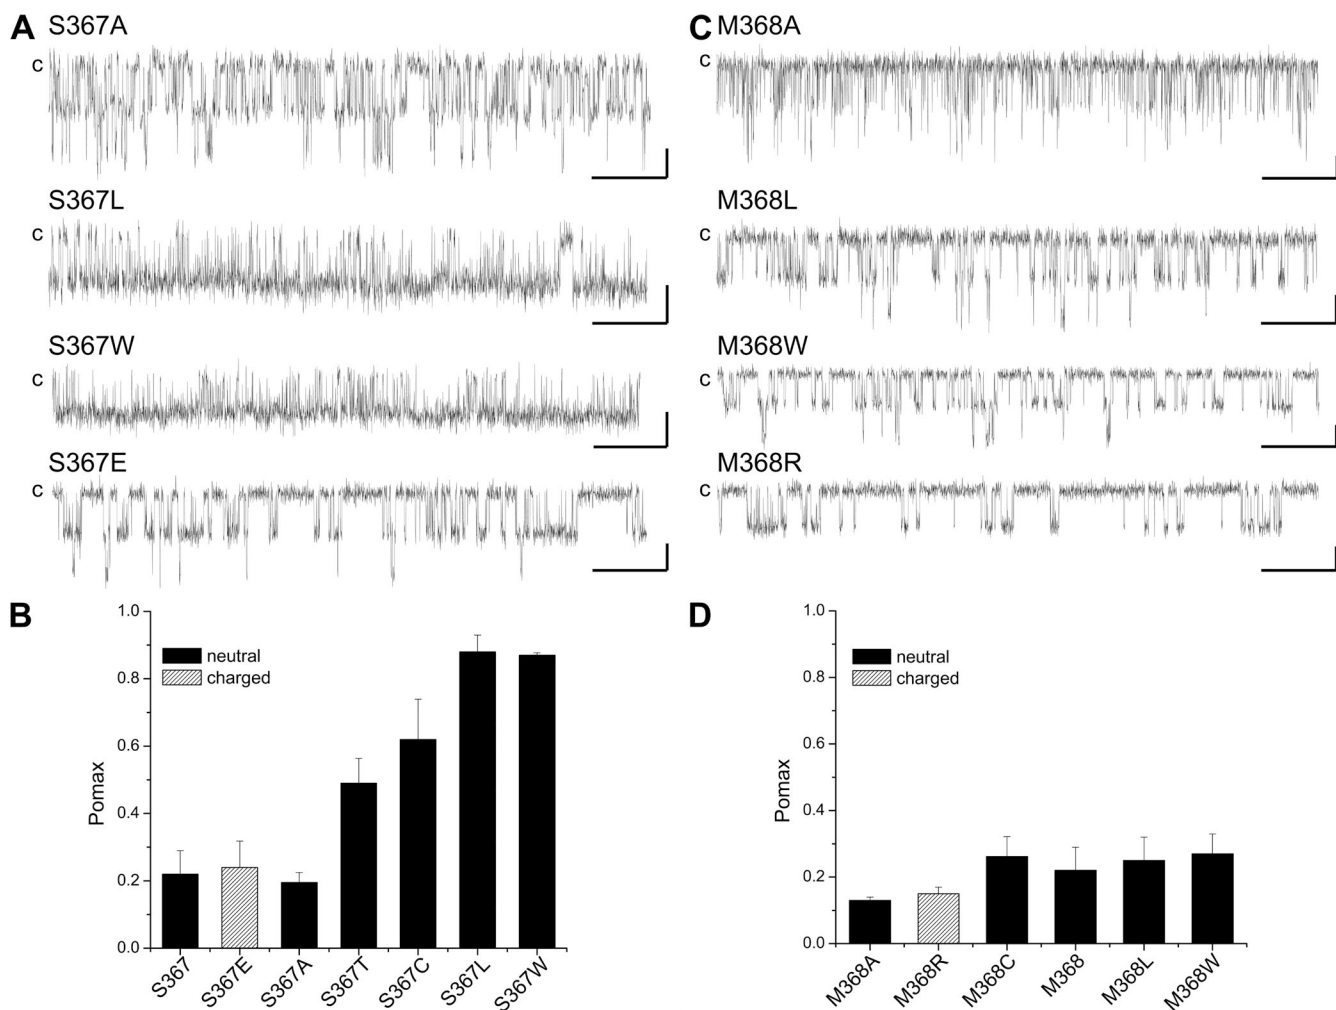 A
S367A
c
S367L
c
S367W
c
S367E
c
C
M368A
c
M368L
c
M368W
c
M368R
c
B
1.0
0.8
0.6
0.4
0.2
0.0
Pomax
neutral
charged
S367
S367E
S367A
S367T
S367C
S367L
S367W
D
1.0
0.8
0.6
0.4
0.2
0.0
Pomax
neutral
charged
M368A
M368R
M368C
M368
M368L
M368W